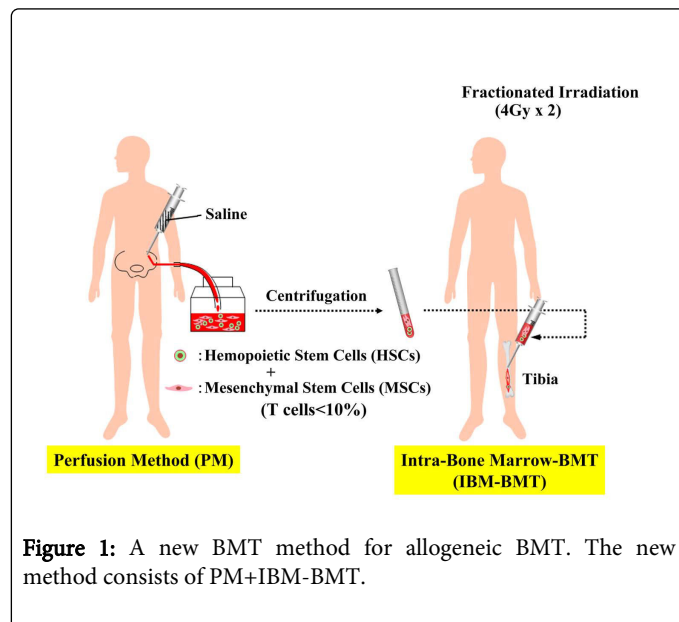 Fractionated Irradiation
(4Gy x 2)
Saline
Centrifugation
: Hemopoietic Stem Cells (HSCs)
+
: Mesenchymal Stem Cells (MSCs)
(T cells<10%)
Tibia
Perfusion Method (PM)
Intra-Bone Marrow-BMT
(IBM-BMT)
Figure 1: A new BMT method for allogeneic BMT. The new
method consists of PM+IBM-BMT.